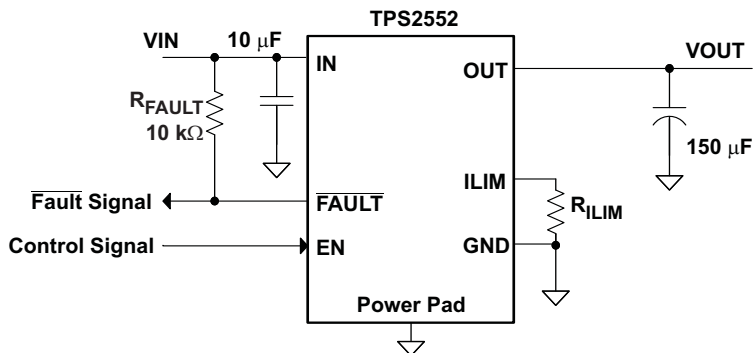 TPS2552
VIN
10 μF
IN
OUT
VOUT
RFAULT
10 kΩ
150 μF
ILIM
RILIM
Fault Signal
FAULT
Control Signal
EN
GND
Power Pad